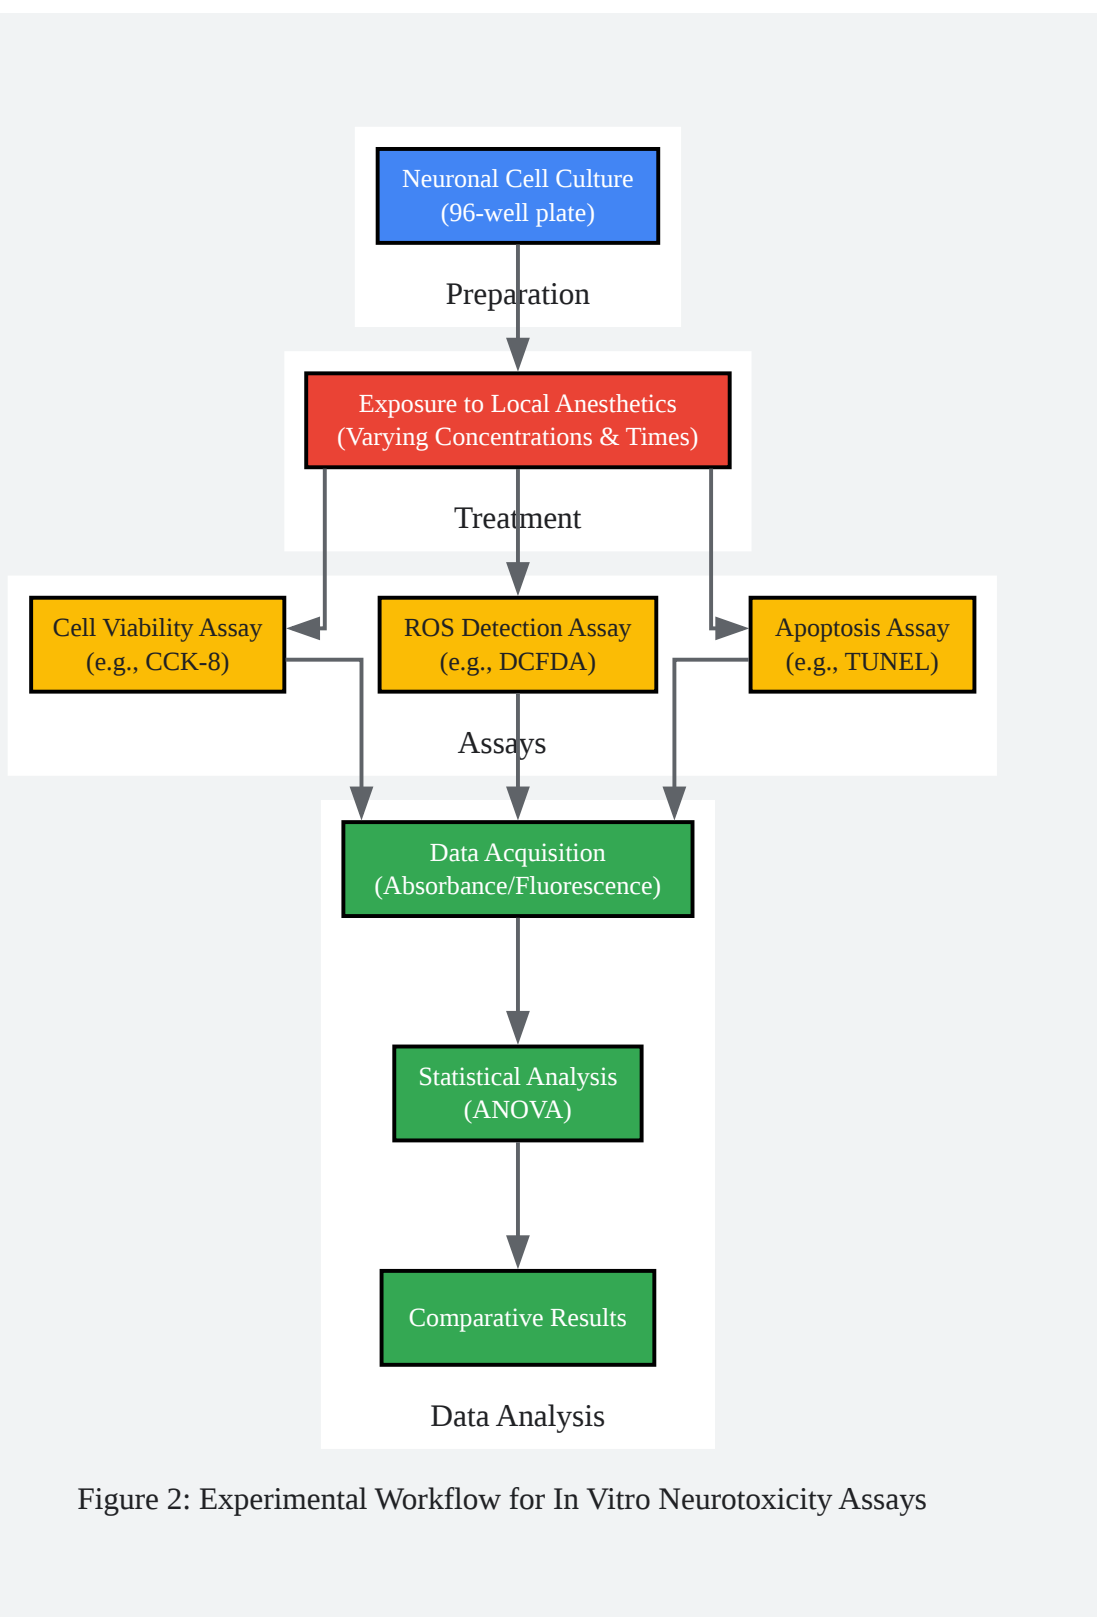 Neuronal Cell Culture
(96-well plate)
Preparation
Exposure to Local Anesthetics
(Varying Concentrations & Times)
Treatment
Cell Viability Assay
(e.g., CCK-8)
ROS Detection Assay
(e.g., DCFDA)
Apoptosis Assay
(e.g., TUNEL)
Assays
Data Acquisition
(Absorbance/Fluorescence)
Statistical Analysis
(ANOVA)
Comparative Results
Data Analysis
Figure 2: Experimental Workflow for In Vitro Neurotoxicity Assays